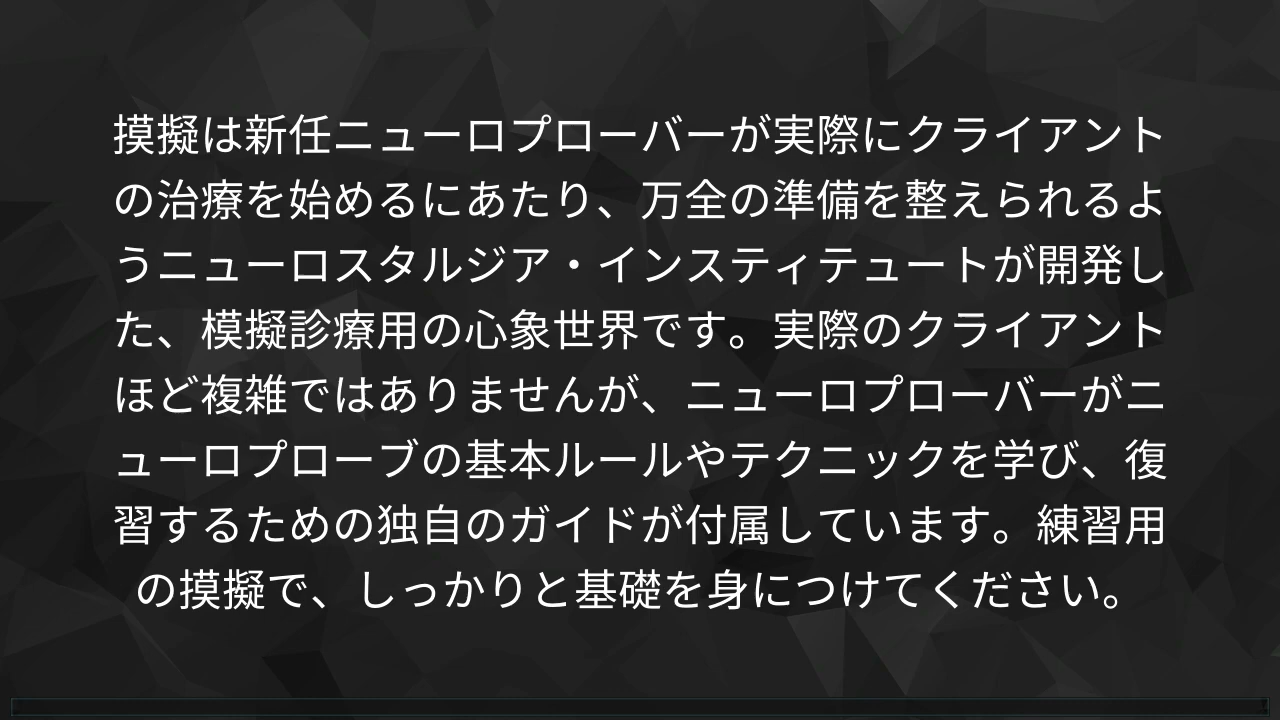 摸擬は新任ニューロプローバーが実際にクライアント
の治療を始めるにあたり、万全の準備を整えられるよ
うニューロスタルジア・インスティテュートが開発し
た、模擬診療用の心象世界です。実際のクライアント
ほど複雑ではありませんが、ニューロプローバーがニ
ューロプローブの基本ルールやテクニックを学び、復
習するための独自のガイドが付属しています。練習用
の摸擬で、しっかりと基礎を身につけてください。